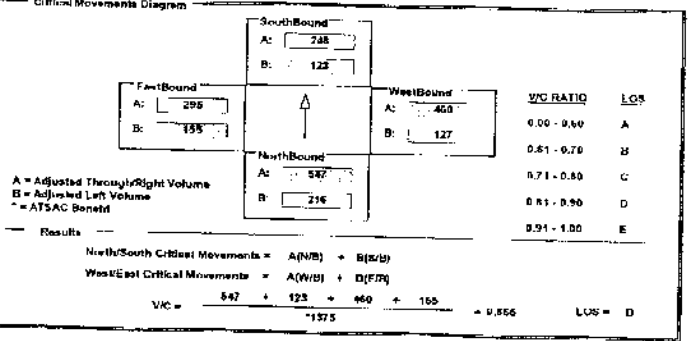 Critical Movements Diagram
SouthBound
A: 248
B: 123
EastBound
A: 295
B: 155
WestBound
A: 460
B: 127
NorthBound
A: 547
B: 216
V/C RATIO LOS
0.00 - 0.60 A
0.61 - 0.70 B
0.71 - 0.80 C
0.81 - 0.90 D
0.91 - 1.00 E
A = Adjusted Through/Right Volume
B = Adjusted Left Volume
* = ATSAC Benefit
Results
North/South Critical Movements = A(N/B) + B(S/B)
West/East Critical Movements = A(W/B) + B(E/B)
547 + 123 + 460 + 155
V/C = = LOS = D
*1375